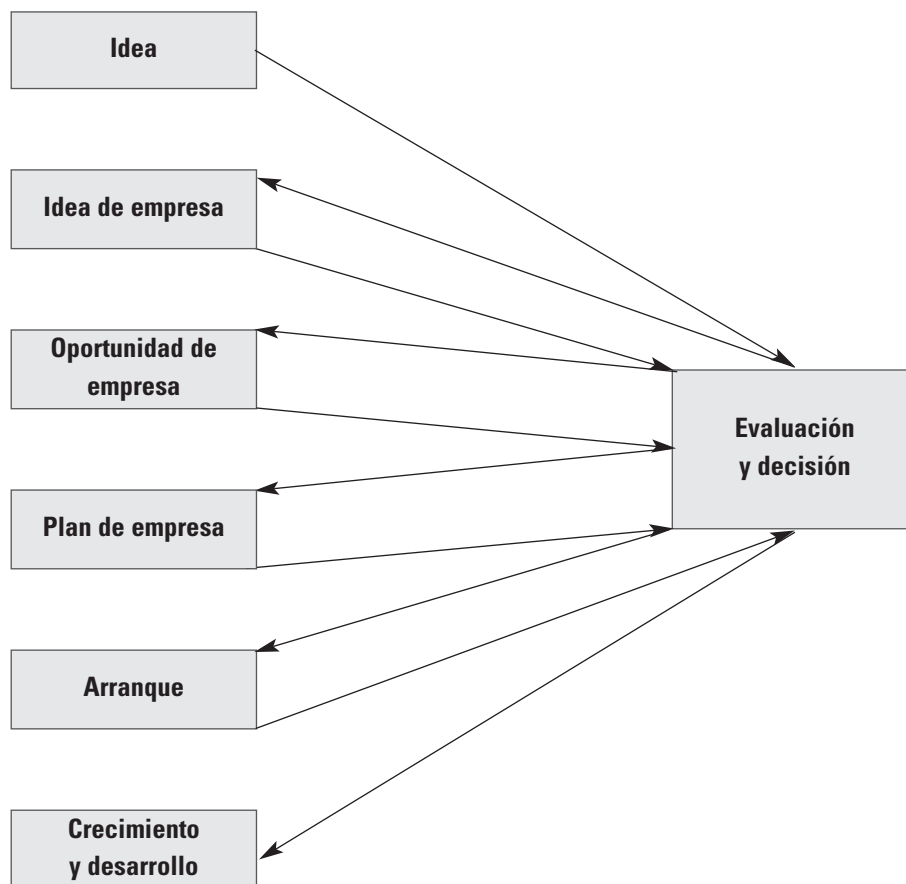 Idea
Idea de empresa
Oportunidad de
empresa
Evaluación
y decisión
Plan de empresa
Arranque
Crecimiento
y desarrollo